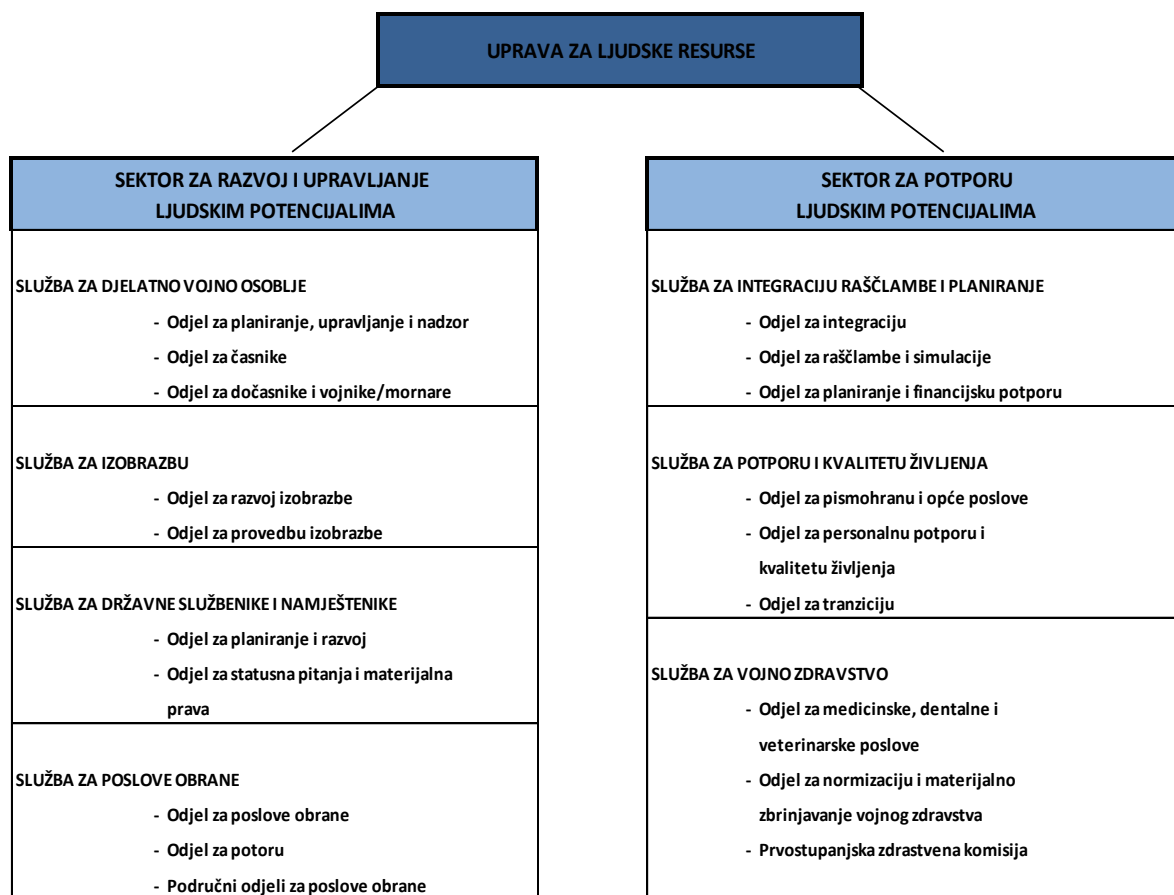 UPRAVA ZA LJUDSKE RESURSE
SEKTOR ZA RAZVOJ I UPRAVLJANJE
LJUDSKIM POTENCIJALIMA
SLUŽBA ZA DJELATNO VOJNO OSOBLJE
- Odjel za planiranje, upravljanje i nadzor
- Odjel za časnike
- Odjel za dočasnike i vojnike/mornare
SLUŽBA ZA IZOBRAZBU
- Odjel za razvoj izobrazbe
- Odjel za provedbu izobrazbe
SLUŽBA ZA DRŽAVNE SLUŽBENIKE I NAMJEŠTENIKE
- Odjel za planiranje i razvoj
- Odjel za statusna pitanja i materijalna
prava
SLUŽBA ZA POSLOVE OBRANE
- Odjel za poslove obrane
- Odjel za potoru
- Područni odjeli za poslove obrane
SEKTOR ZA POTPORU
LJUDSKIM POTENCIJALIMA
SLUŽBA ZA INTEGRACIJU RAŠČLAMBE I PLANIRANJE
- Odjel za integraciju
- Odjel za raščlambe i simulacije
- Odjel za planiranje i financijsku potporu
SLUŽBA ZA POTPORU I KVALITETU ŽIVLJENJA
- Odjel za pismohranu i opće poslove
- Odjel za personalnu potporu i
kvalitetu življenja
- Odjel za tranziciju
SLUŽBA ZA VOJNO ZDRAVSTVO
- Odjel za medicinske, dentalne i
veterinarske poslove
- Odjel za normizaciju i materijalno
zbrinjavanje vojnog zdravstva
- Prvostupanjska zdrastvena komisija